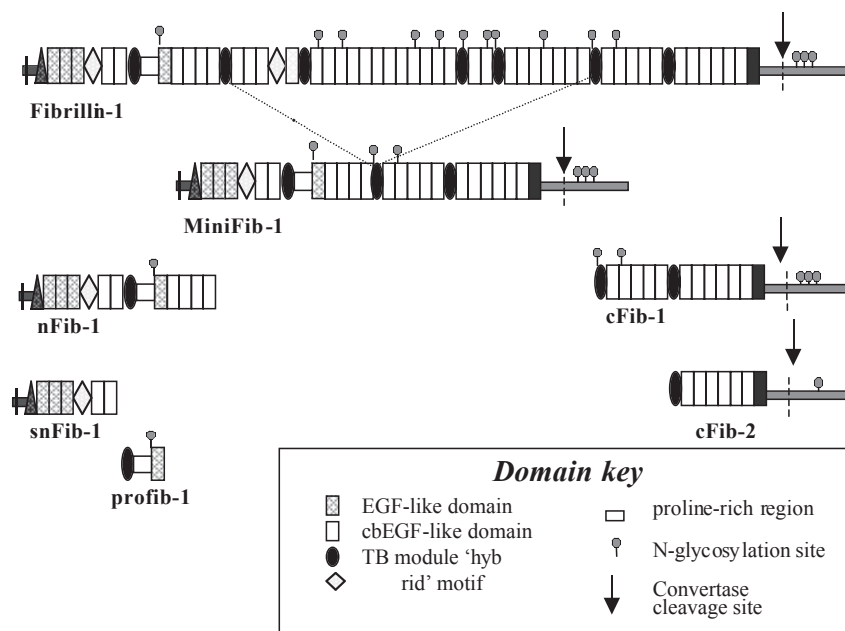 Fibrillin-1
MiniFib-1
nFib-1
cFib-1
snFib-1
cFib-2
profib-1
Domain key
EGF-like domain
cbEGF-like domain
TB module 'hyb
rid' motif
proline-rich region
N-glycosylation site
Convertase
cleavage site